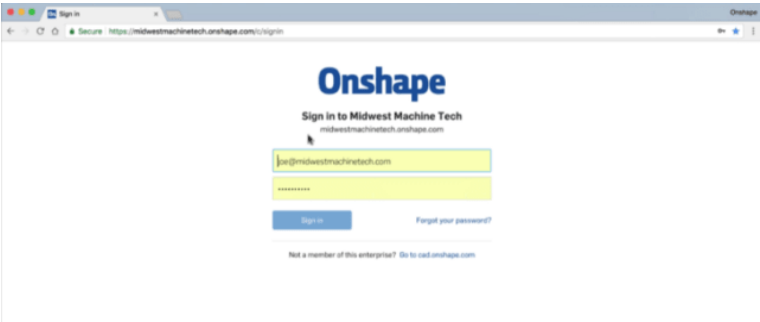 Sign in
Onshape
Secure https://midwestmachinetech.onshape.com/c/signin
Onshape
Sign in to Midwest Machine Tech
midwestmachinetech.onshape.com
joe@midwestmachinetech.com
Sign in
Forgot your password?
Not a member of this enterprise? Go to cad.onshape.com